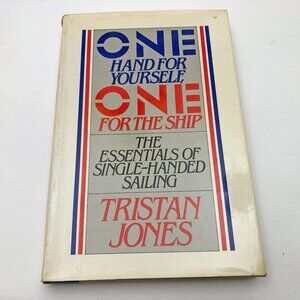 ONE
HAND FOR
YOURSELF,
ONE
FOR THE SHIP
THE
ESSENTIALS OF
SINGLE-HANDED
SAILING
TRISTAN
JONES